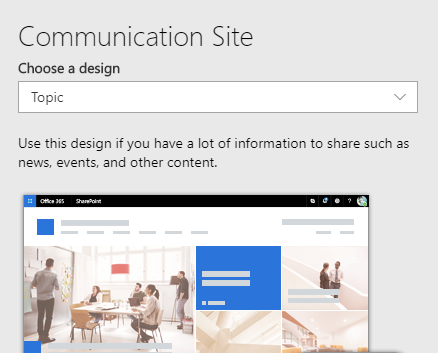 Communication Site
Choose a design
Topic
Use this design if you have a lot of information to share such as
news, events, and other content.
Office 365 SharePoint